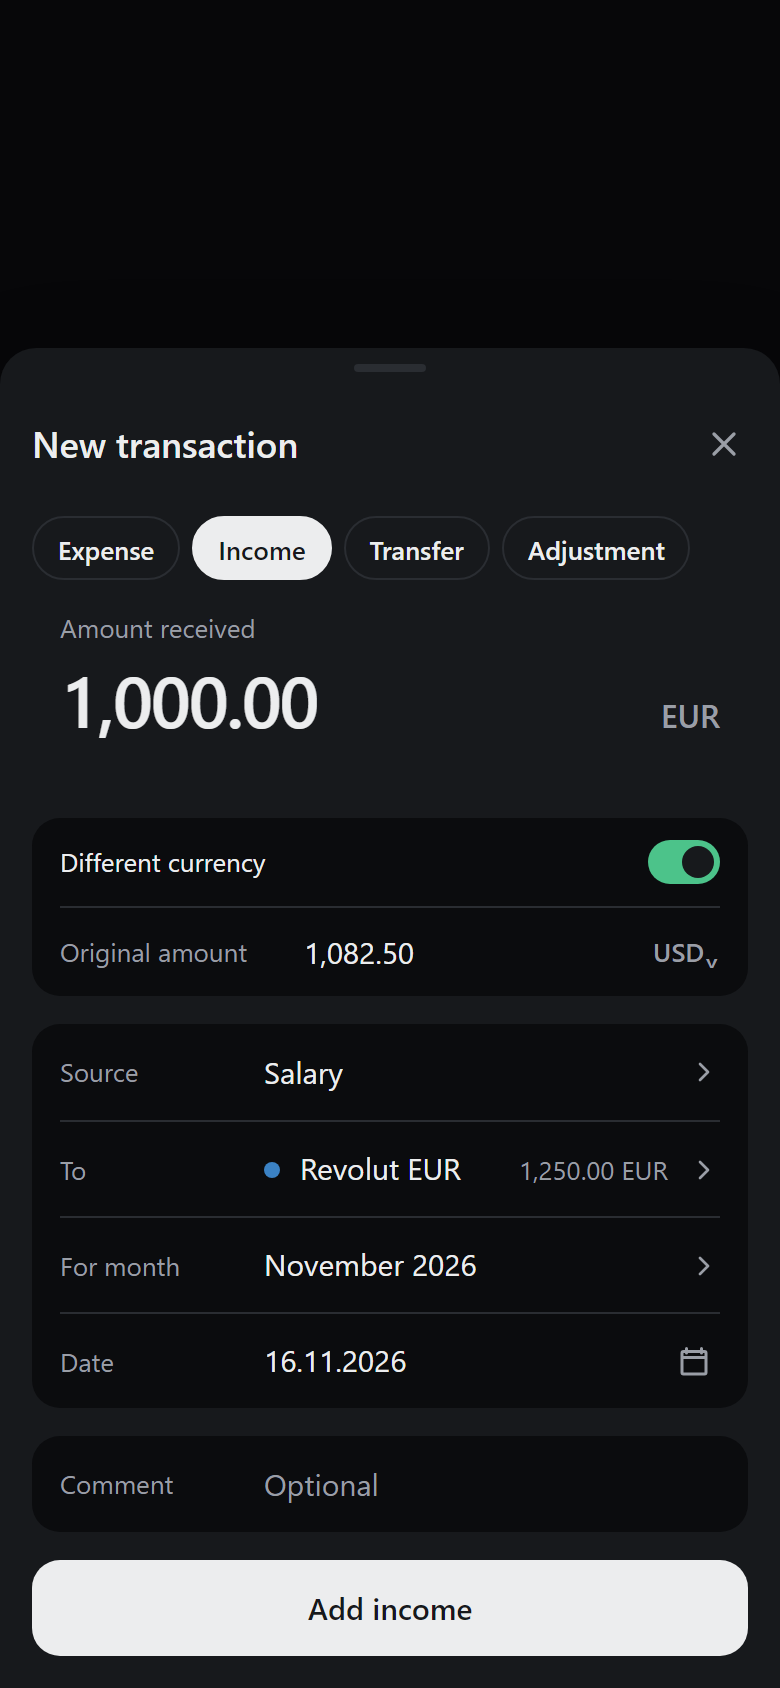 New transaction
Expense Income Transfer Adjustment
Amount received
1,000.00 EUR
Different currency
Original amount 1,082.50 USD
Source Salary
To Revolut EUR 1,250.00 EUR
For month November 2026
Date 16.11.2026
Comment Optional
Add income